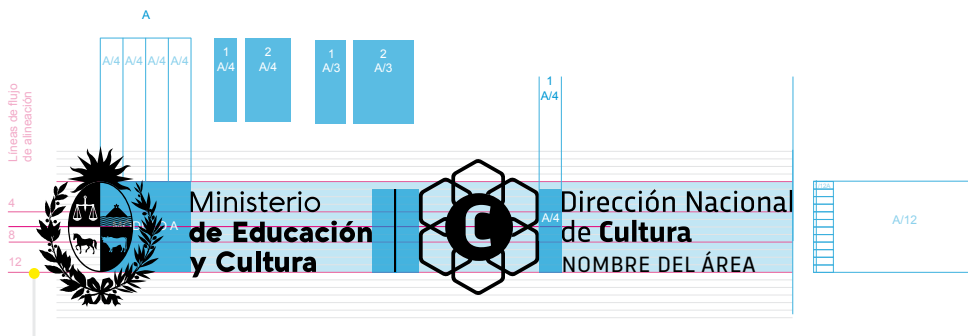 A
A/4 A/4 A/4 A/4
1
A/4
2
A/4
1
A/3
2
A/3
1
A/4
Líneas de flujo
de alineación
4
8
12
Ministerio
de Educación
y Cultura
A
A/4
C
Dirección Nacional
de Cultura
NOMBRE DEL ÁREA
A/12